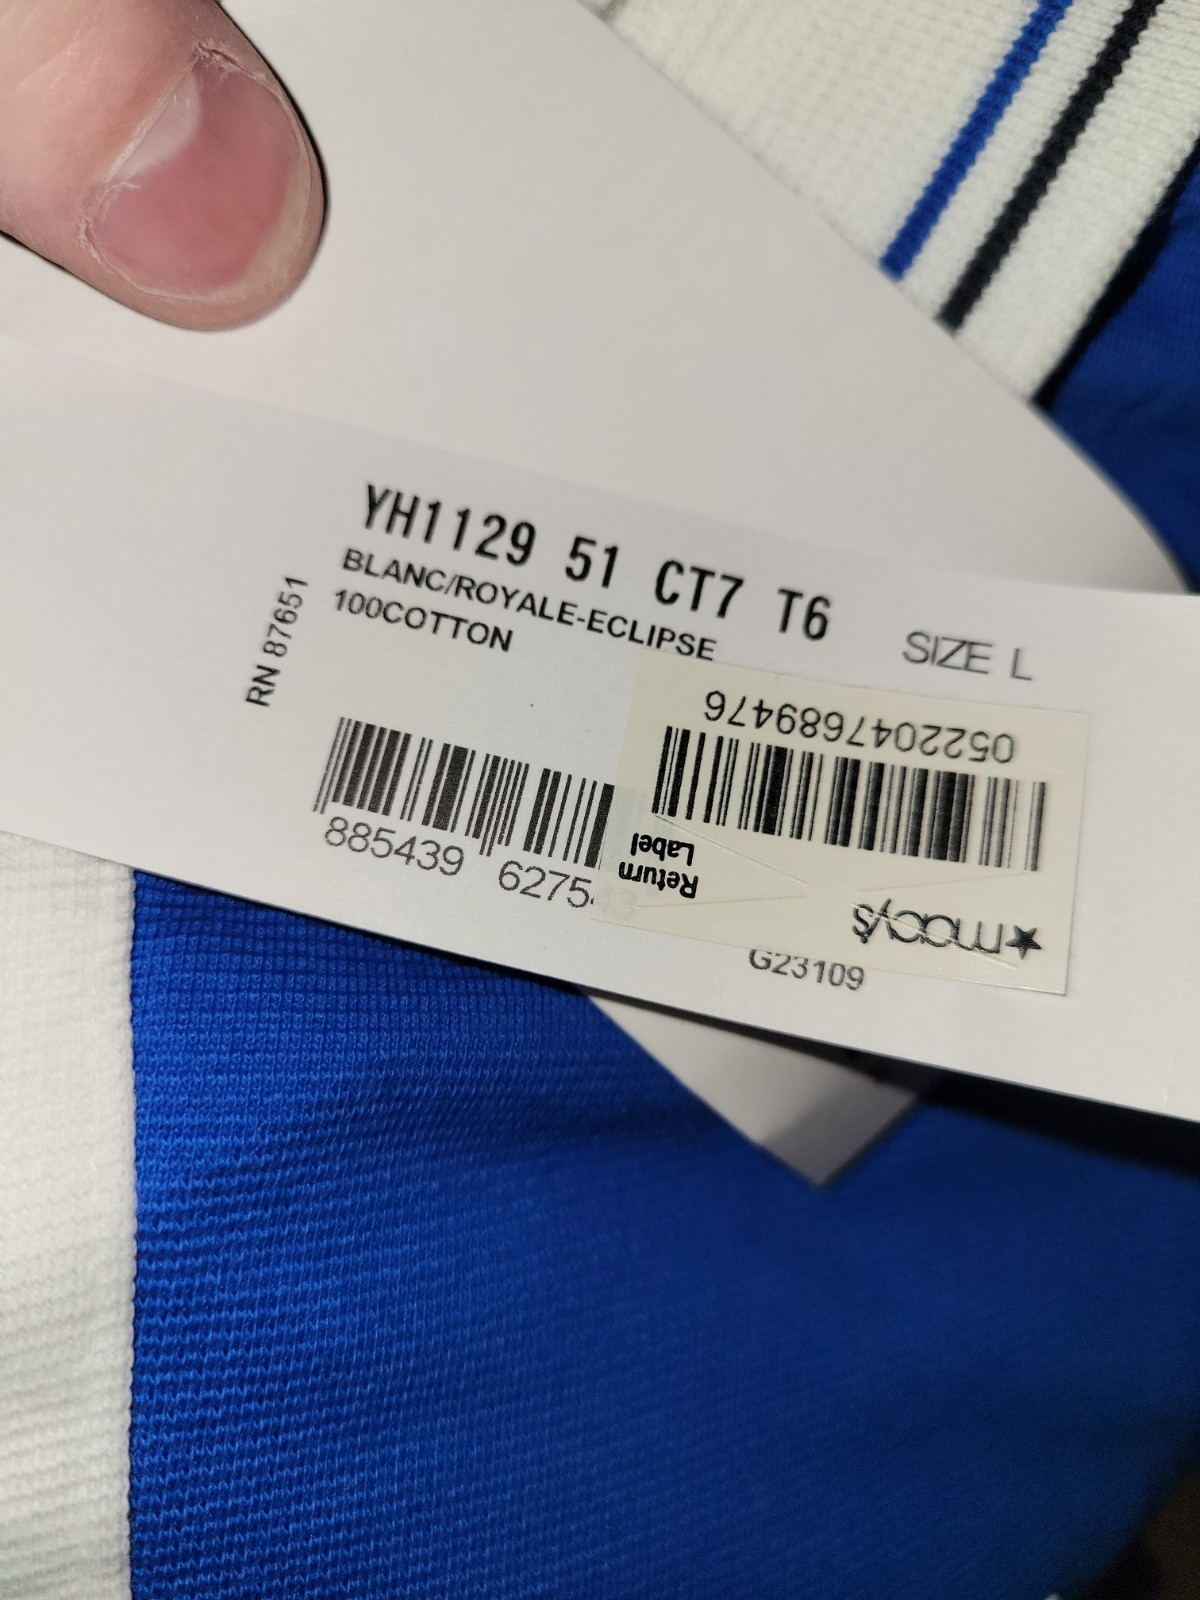 YH1129 51 CT7 T6
BLANC/ROYALE-ECLIPSE
100COTTON
SIZE L
RN 87651
885439 6275
0522047689476
Return
Label
★macy's
G23109